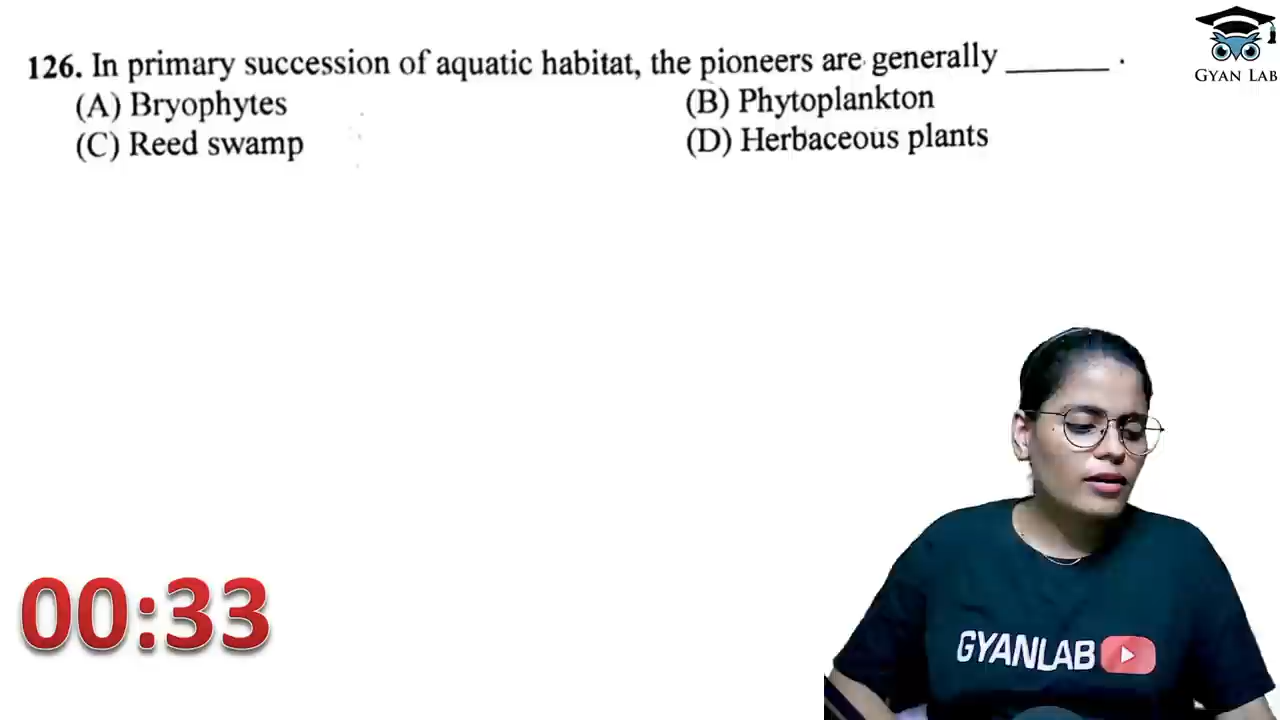 126. In primary succession of aquatic habitat, the pioneers are generally _______ .
(A) Bryophytes
(B) Phytoplankton
(C) Reed swamp
(D) Herbaceous plants
GYAN LAB
00:33
GYANLAB